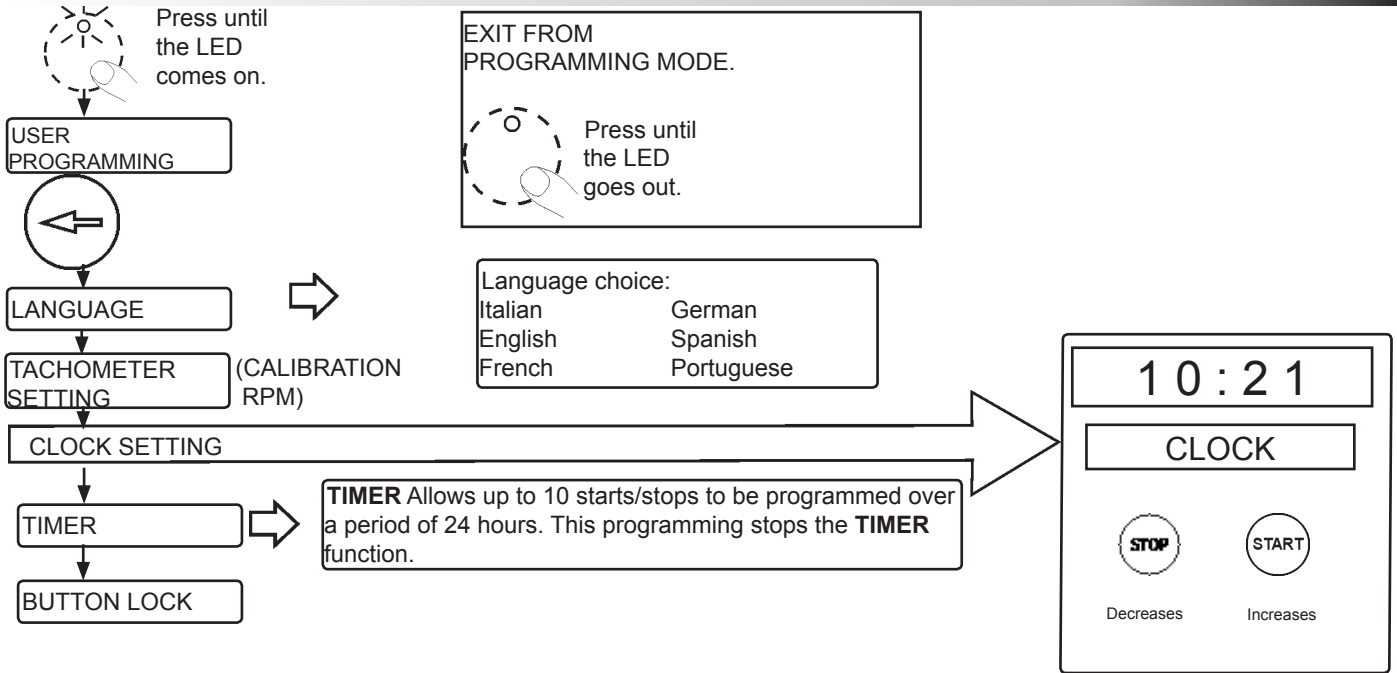 Press until
the LED
comes on.
USER
PROGRAMMING
EXIT FROM
PROGRAMMING MODE.
Press until
the LED
goes out.
LANGUAGE
Language choice:
Italian German
English Spanish
French Portuguese
TACHOMETER
SETTING
(CALIBRATION
RPM)
CLOCK SETTING
10:21
CLOCK
STOP START
Decreases Increases
TIMER
TIMER Allows up to 10 starts/stops to be programmed over
a period of 24 hours. This programming stops the TIMER
function.
BUTTON LOCK